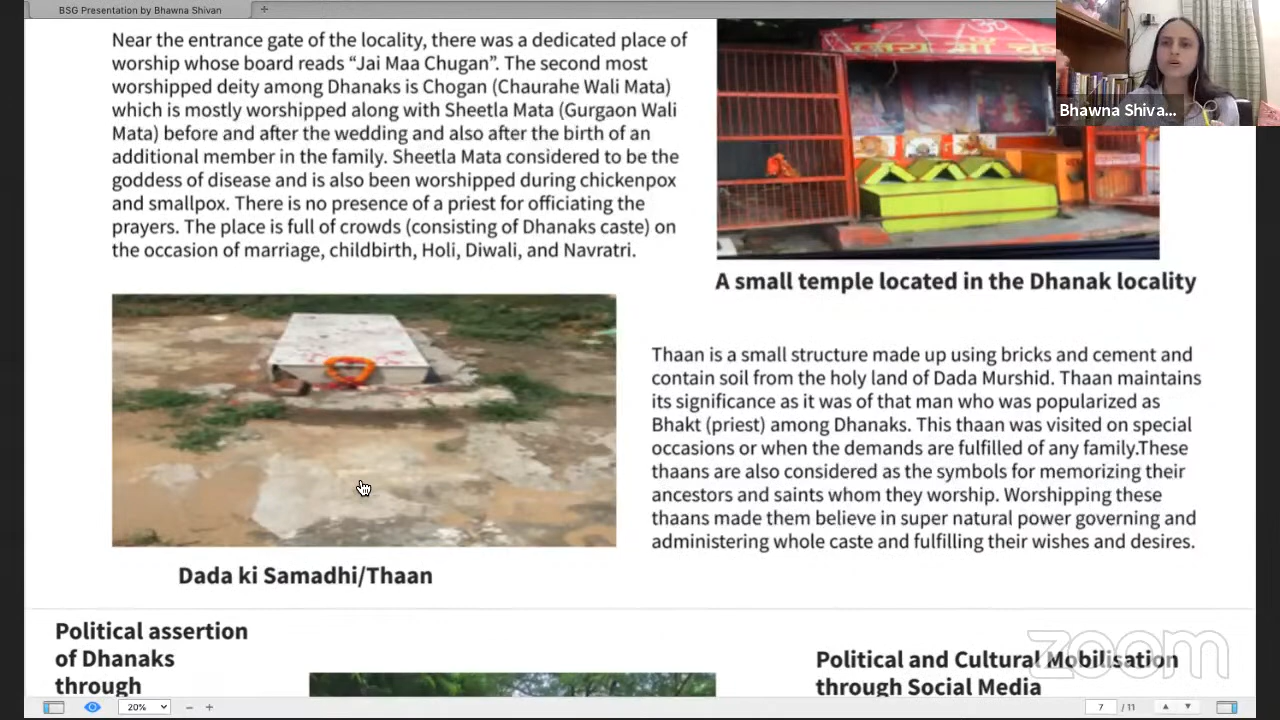 BSG Presentation by Bhawna Shivan
Near the entrance gate of the locality, there was a dedicated place of
worship whose board reads “Jai Maa Chugan”. The second most
worshipped deity among Dhanaks is Chogan (Chaurahe Wali Mata)
which is mostly worshipped along with Sheetla Mata (Gurgaon Wali
Mata) before and after the wedding and also after the birth of an
additional member in the family. Sheetla Mata considered to be the
goddess of disease and is also been worshipped during chickenpox
and smallpox. There is no presence of a priest for officiating the
prayers. The place is full of crowds (consisting of Dhanaks caste) on
the occasion of marriage, childbirth, Holi, Diwali, and Navratri.
Bhawna Shiva...
A small temple located in the Dhanak locality
Thaan is a small structure made up using bricks and cement and
contain soil from the holy land of Dada Murshid. Thaan maintains
its significance as it was of that man who was popularized as
Bhakt (priest) among Dhanaks. This thaan was visited on special
occasions or when the demands are fulfilled of any family.These
thaans are also considered as the symbols for memorizing their
ancestors and saints whom they worship. Worshipping these
thaans made them believe in super natural power governing and
administering whole caste and fulfilling their wishes and desires.
Dada ki Samadhi/Thaan
Political assertion
of Dhanaks
through
Political and Cultural Mobilisation
through Social Media
zoom
20%
7 / 11